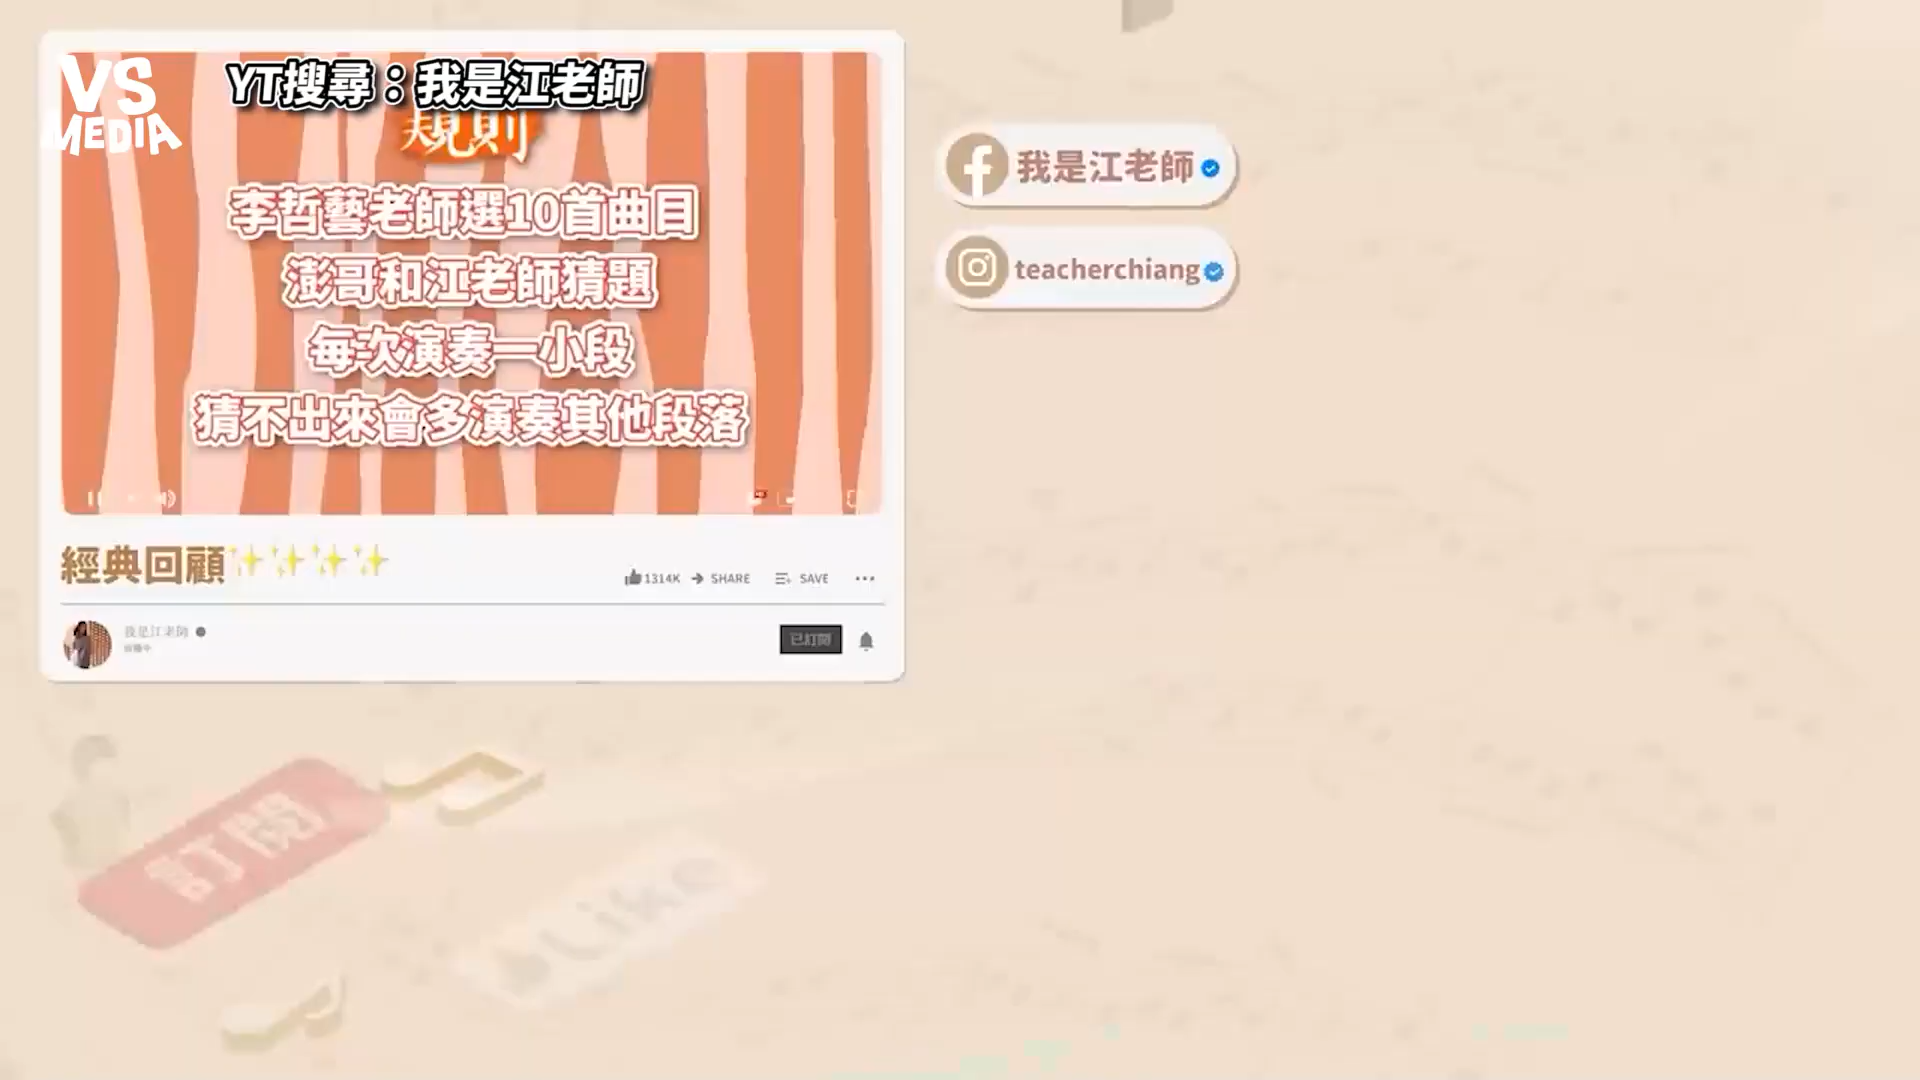 VS
MEDIA
YT搜尋：我是江老師
規則
李哲藝老師選10首曲目
澎哥和江老師猜題
每次演奏一小段
猜不出來會多演奏其他段落
經典回顧
1314K
SHARE
SAVE
我是江老師
已訂閱
我是江老師
teacherchiang
訂閱
Like